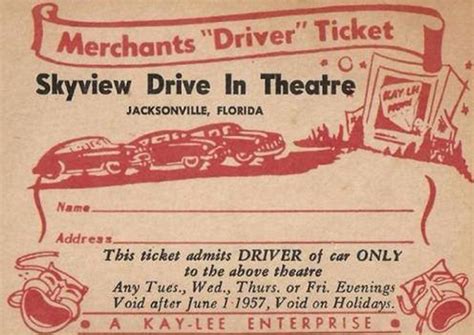 Merchants "Driver" Ticket
Skyview Drive In Theatre
JACKSONVILLE, FLORIDA
KAY LEE
Name
Address
This ticket admits DRIVER of car ONLY
to the above theatre
Any Tues., Wed., Thurs. or Fri. Evenings
Void after June 1 1957, Void on Holidays.
A KAY-LEE ENTERPRISE